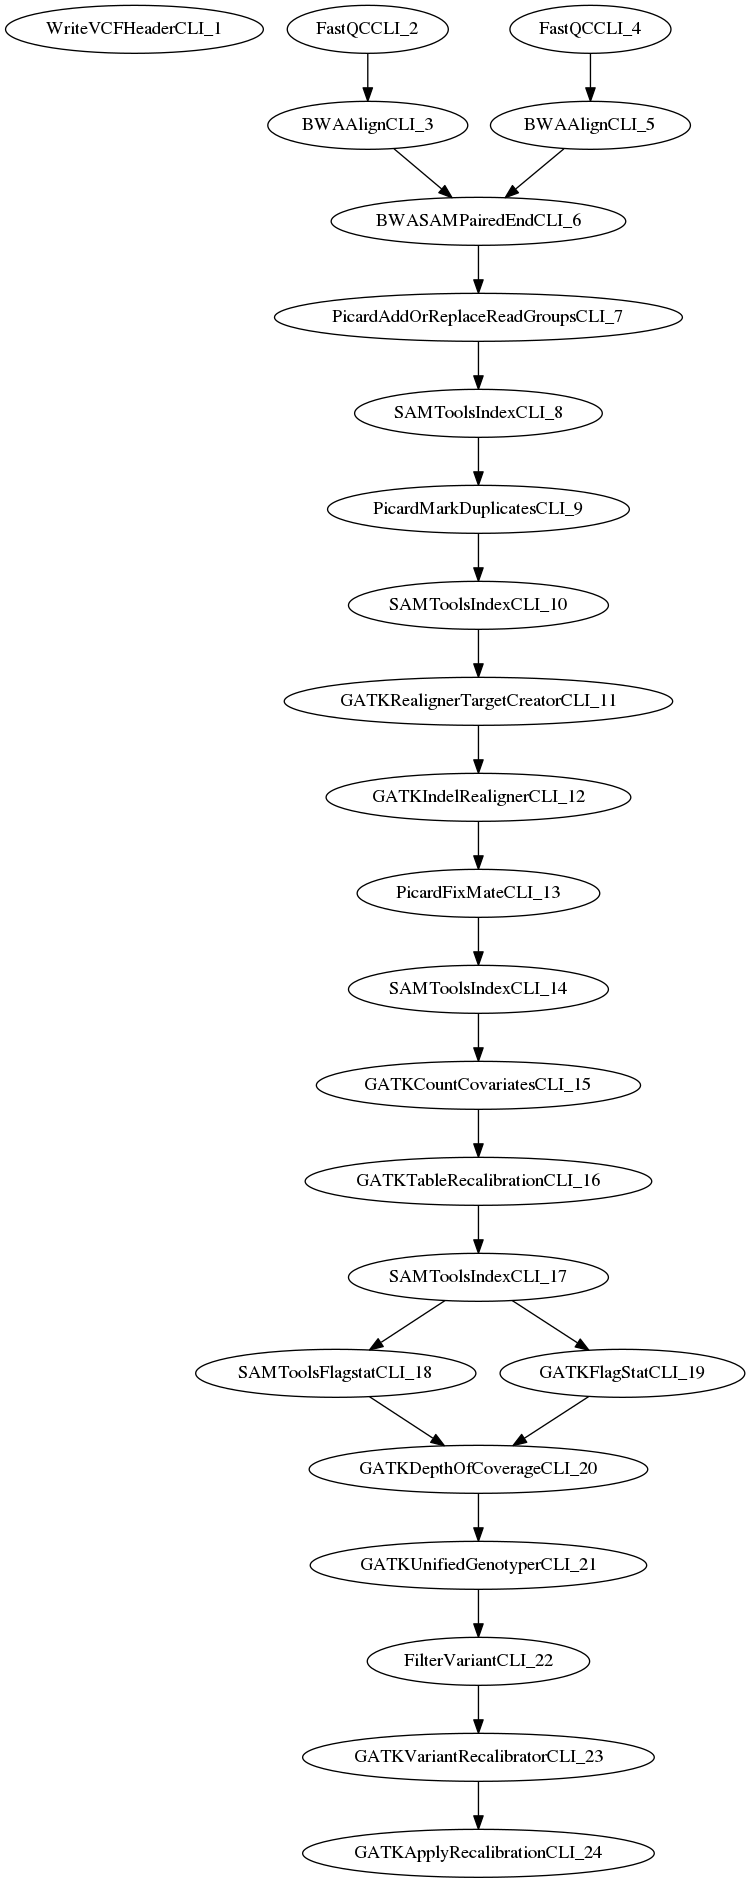 WriteVCFHeaderCLI_1
FastQCCLI_2
FastQCCLI_4
BWAAlignCLI_3
BWAAlignCLI_5
BWASAMPairedEndCLI_6
PicardAddOrReplaceReadGroupsCLI_7
SAMToolsIndexCLI_8
PicardMarkDuplicatesCLI_9
SAMToolsIndexCLI_10
GATKRealignerTargetCreatorCLI_11
GATKIndelRealignerCLI_12
PicardFixMateCLI_13
SAMToolsIndexCLI_14
GATKCountCovariatesCLI_15
GATKTableRecalibrationCLI_16
SAMToolsIndexCLI_17
SAMToolsFlagstatCLI_18
GATKFlagStatCLI_19
GATKDepthOfCoverageCLI_20
GATKUnifiedGenotyperCLI_21
FilterVariantCLI_22
GATKVariantRecalibratorCLI_23
GATKApplyRecalibrationCLI_24